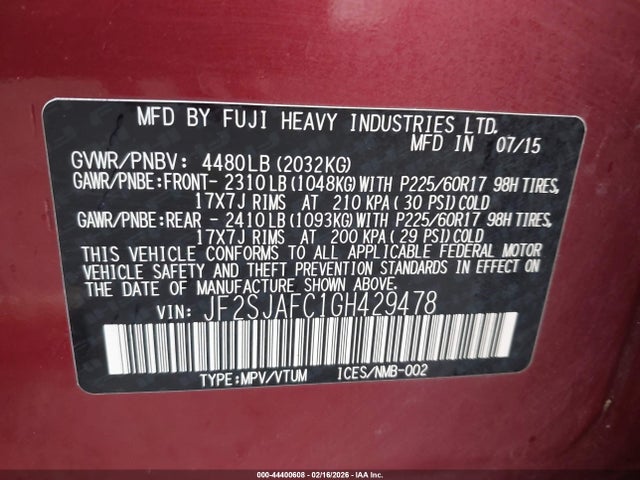 MFD BY FUJI HEAVY INDUSTRIES LTD.
MFD IN 07/15
GVWR/PNBV: 4480LB (2032KG)
GAWR/PNBE:FRONT- 2310LB(1048KG)WITH P225/60R17 98H TIRES,
17X7J RIMS AT 210 KPA( 30 PSI)COLD
GAWR/PNBE:REAR - 2410LB(1093KG)WITH P225/60R17 98H TIRES,
17X7J RIMS AT 200 KPA(29 PSI)COLD
THIS VEHICLE CONFORMS TO ALL APPLICABLE FEDERAL MOTOR
VEHICLE SAFETY AND THEFT PREVENTION STANDARDS IN EFFECT ON
THE DATE OF MANUFACTURE SHOWN ABOVE.
VIN: JF2SJAFC1GH429478
TYPE:MPV/VTUM ICES/NMB-002
000-44400608 - 02/16/2026 - IAA Inc.